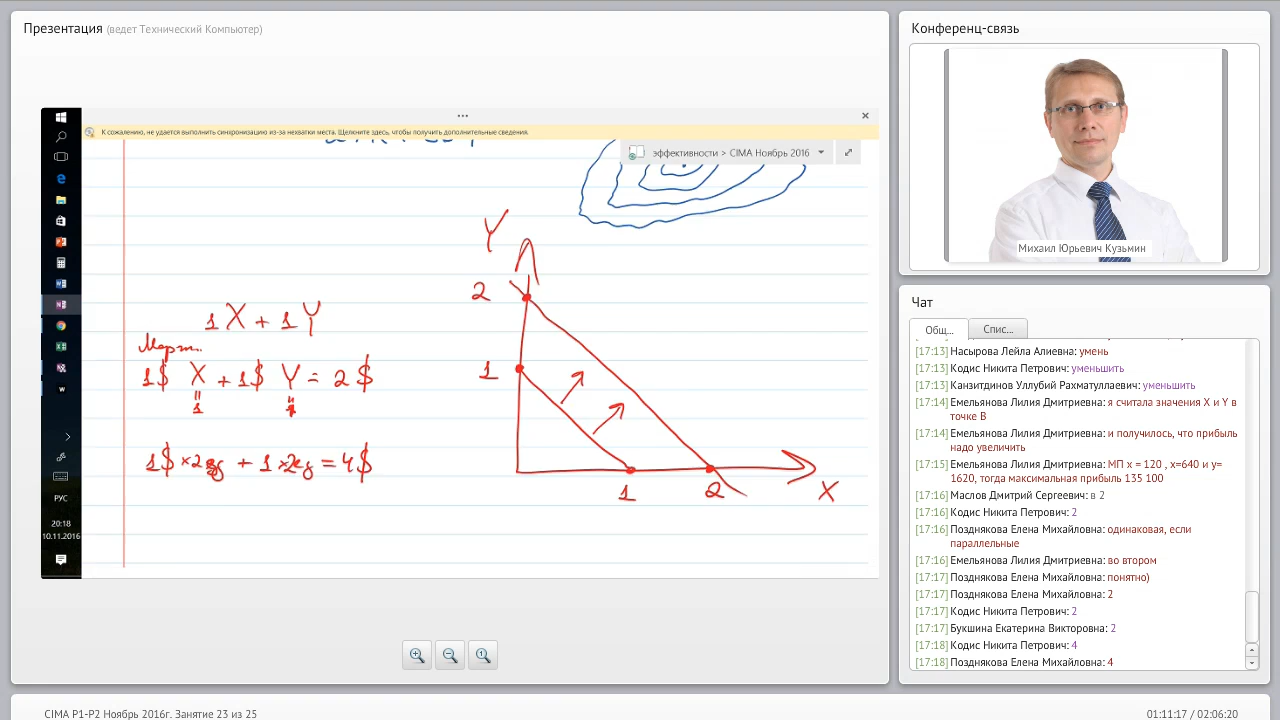 Презентация (ведет Технический Компьютер)
К сожалению, не удается выполнить синхронизацию из-за нехватки места. Щелкните здесь, чтобы получить дополнительные сведения.
эффективности > CIMA Ноябрь 2016
Y
2
1
1
2
X
1X + 1Y
Марж.
1$ X + 1$ Y = 2$
1 1
1$ × 2ед + 1 × 2ед = 4$
РУС
20:18
10.11.2016
Конференц-связь
Михаил Юрьевич Кузьмин
Чат
Общ...
Спис...
[17:13] Насырова Лейла Алиевна: умень
[17:13] Кодис Никита Петрович: уменьшить
[17:13] Канзитдинов Уллубий Рахматуллаевич: уменьшить
[17:14] Емельянова Лилия Дмитриевна: я считала значения X и Y в
точке B
[17:14] Емельянова Лилия Дмитриевна: и получилось, что прибыль
надо увеличить
[17:15] Емельянова Лилия Дмитриевна: МП x = 120 , x=640 и y=
1620, тогда максимальная прибыль 135 100
[17:16] Маслов Дмитрий Сергеевич: в 2
[17:16] Кодис Никита Петрович: 2
[17:16] Позднякова Елена Михайловна: одинаковая, если
параллельные
[17:16] Емельянова Лилия Дмитриевна: во втором
[17:17] Позднякова Елена Михайловна: понятно)
[17:17] Позднякова Елена Михайловна: 2
[17:17] Кодис Никита Петрович: 2
[17:17] Букшина Екатерина Викторовна: 2
[17:18] Кодис Никита Петрович: 4
[17:18] Позднякова Елена Михайловна: 4
CIMA P1-P2 Ноябрь 2016г. Занятие 23 из 25
01:11:17 / 02:06:20